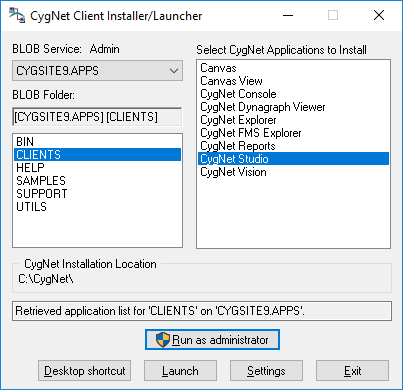 CygNet Client Installer/Launcher
BLOB Service: Admin
CYGSITE9.APPS
BLOB Folder:
[CYGSITE9.APPS] [CLIENTS]
BIN
CLIENTS
HELP
SAMPLES
SUPPORT
UTILS
Select CygNet Applications to Install
Canvas
Canvas View
CygNet Console
CygNet Dynagraph Viewer
CygNet Explorer
CygNet FMS Explorer
CygNet Reports
CygNet Studio
CygNet Vision
CygNet Installation Location
C:\CygNet\
Retrieved application list for 'CLIENTS' on 'CYGSITE9.APPS'.
Run as administrator
Desktop shortcut Launch Settings Exit